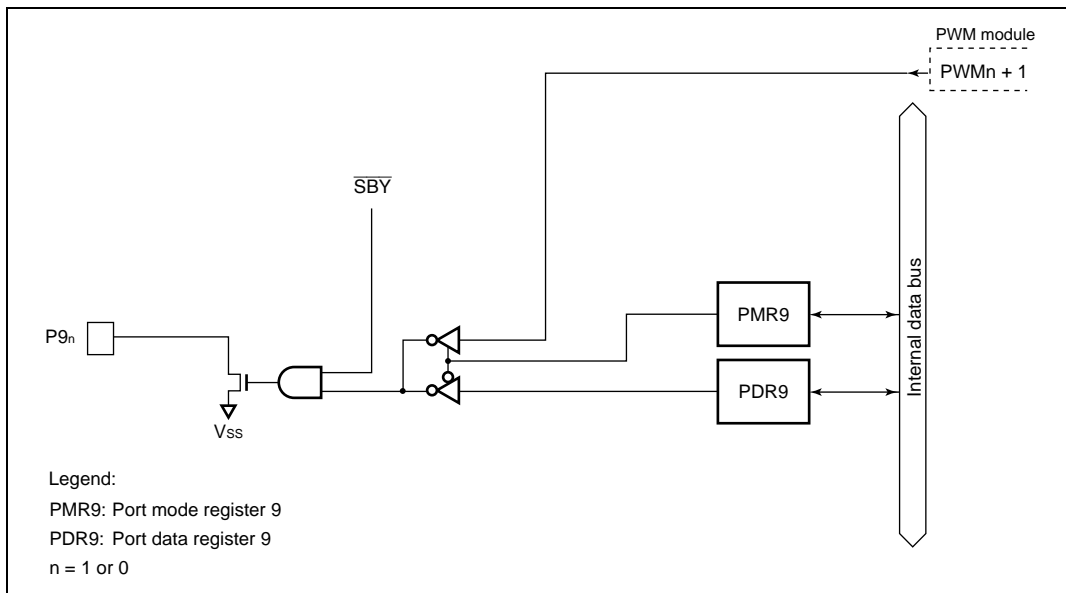 PWM module
PWMn + 1
SBY
P9n
VSS
PMR9
PDR9
Internal data bus
Legend:
PMR9: Port mode register 9
PDR9: Port data register 9
n = 1 or 0